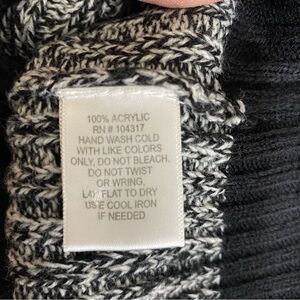 100% ACRYLIC
RN # 104317
HAND WASH COLD
WITH LIKE COLORS
ONLY, DO NOT BLEACH.
DO NOT TWIST
OR WRING,
LAY FLAT TO DRY
USE COOL IRON
IF NEEDED